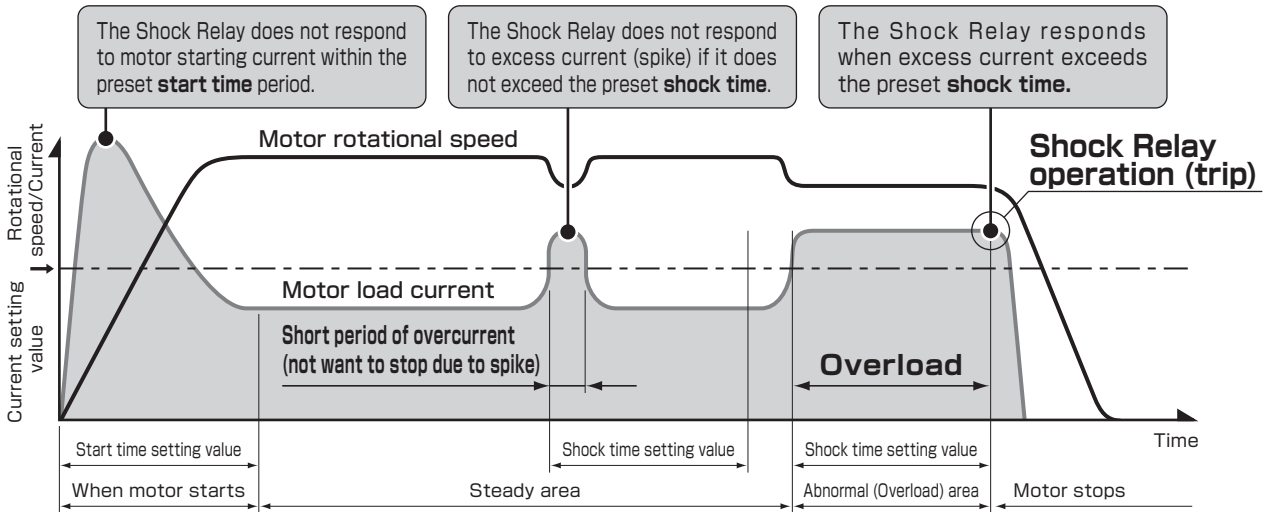 The Shock Relay does not respond
to motor starting current within the
preset start time period.
The Shock Relay does not respond
to excess current (spike) if it does
not exceed the preset shock time.
The Shock Relay responds
when excess current exceeds
the preset shock time.
Rotational
speed/Current
Current setting
value
Motor rotational speed
Shock Relay
operation (trip)
Motor load current
Short period of overcurrent
(not want to stop due to spike)
Overload
Time
Start time setting value
Shock time setting value
Shock time setting value
When motor starts
Steady area
Abnormal (Overload) area
Motor stops